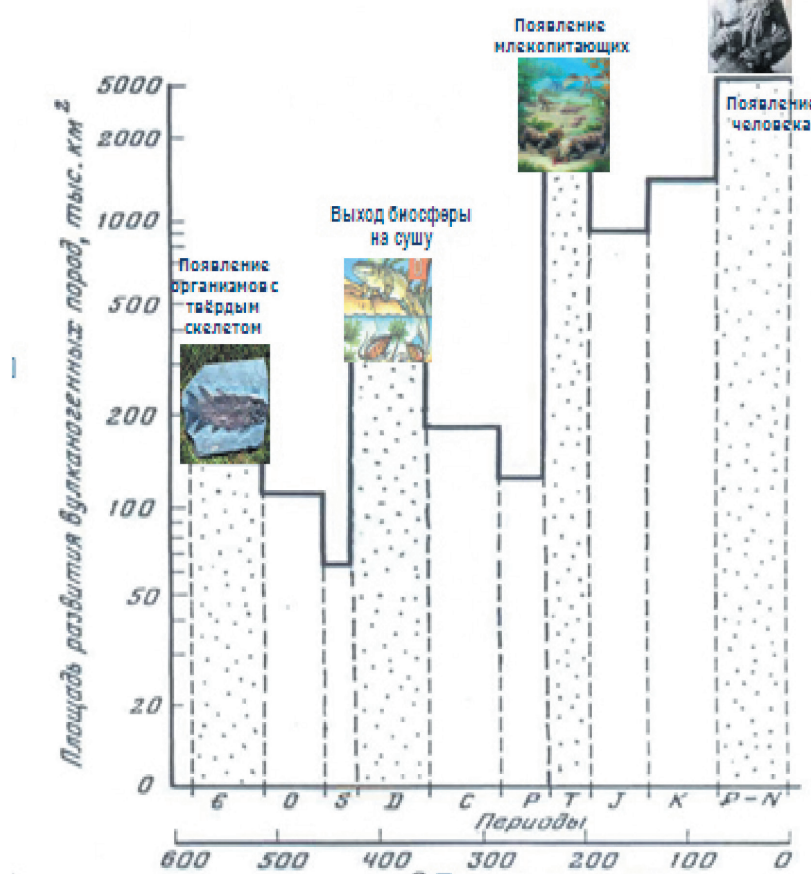 Появление
млекопитающих
Появление
человека
Выход биосферы
на сушу
Появление
организмов с
твёрдым
скелетом
Площадь развития вулканогенных пород, тыс. км²
5000
2000
1000
500
200
100
50
20
0
Є O S D C P T J K P-N
Периоды
600 500 400 300 200 100 0